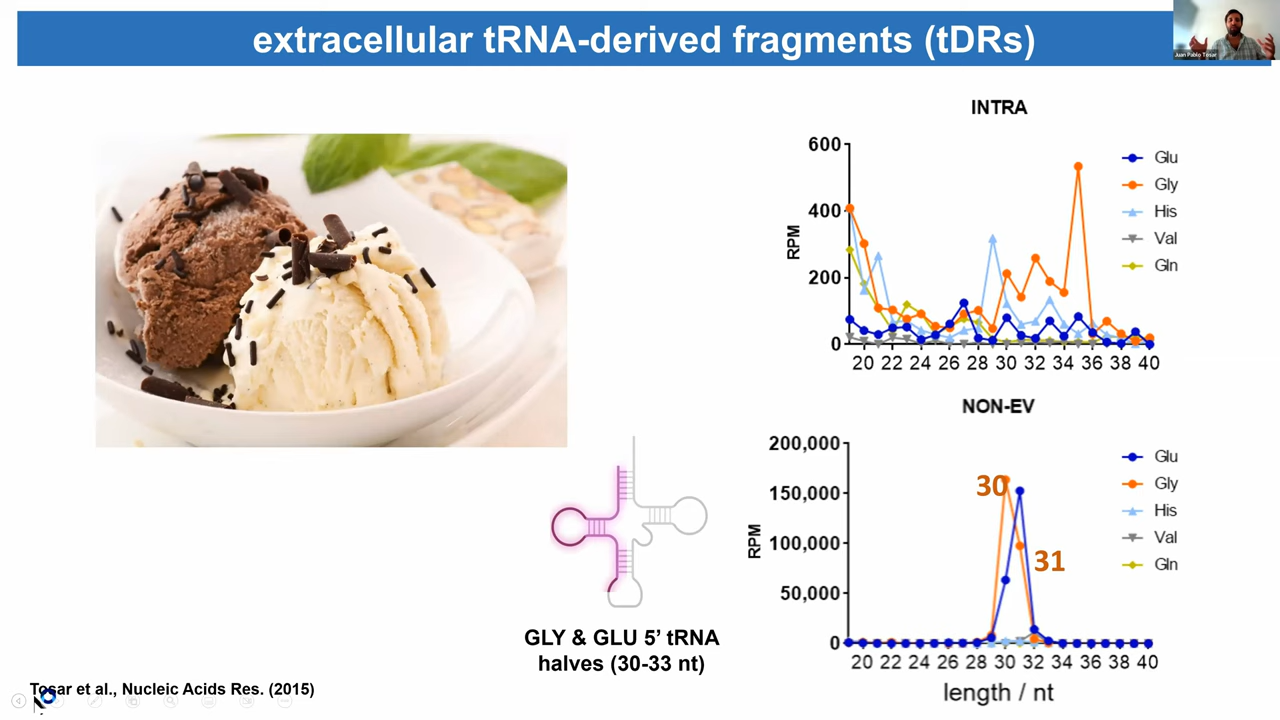 extracellular tRNA-derived fragments (tDRs)
Juan Pablo Tosar
INTRA
600
400
200
0
RPM
20 22 24 26 28 30 32 34 36 38 40
Glu
Gly
His
Val
Gln
NON-EV
200,000
150,000
100,000
50,000
0
RPM
30
31
20 22 24 26 28 30 32 34 36 38 40
length / nt
Glu
Gly
His
Val
Gln
GLY & GLU 5’ tRNA
halves (30-33 nt)
Tosar et al., Nucleic Acids Res. (2015)